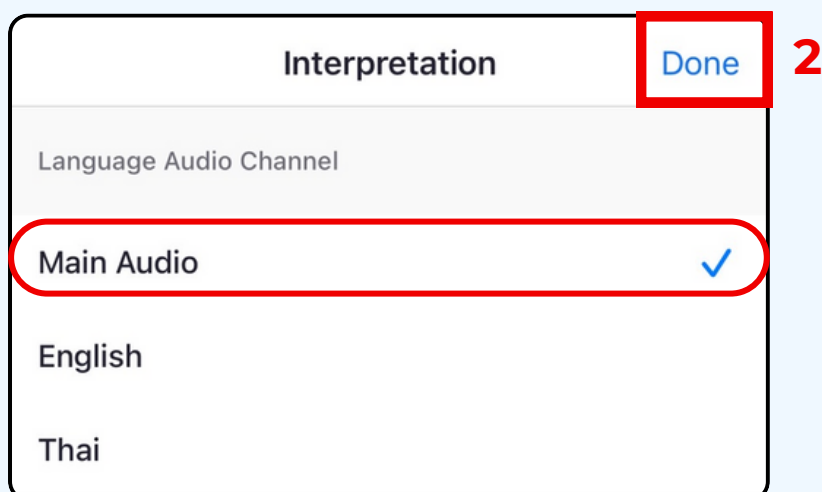 Interpretation Done 2
Language Audio Channel
Main Audio
English
Thai